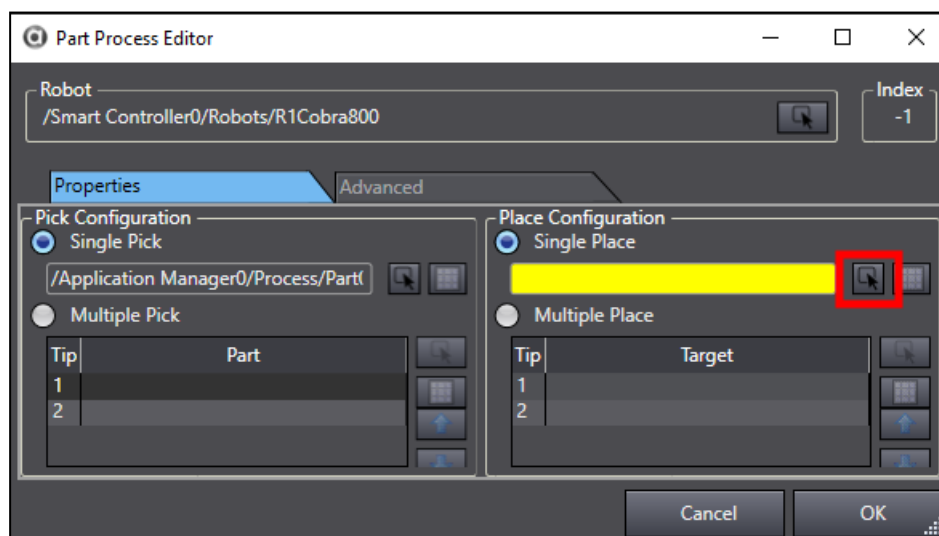 Part Process Editor
Robot
/Smart Controller0/Robots/R1Cobra800
Index
-1
Properties
Advanced
Pick Configuration
Single Pick
/Application Manager0/Process/Part(
Multiple Pick
Tip Part
1
2
Place Configuration
Single Place
Multiple Place
Tip Target
1
2
Cancel
OK